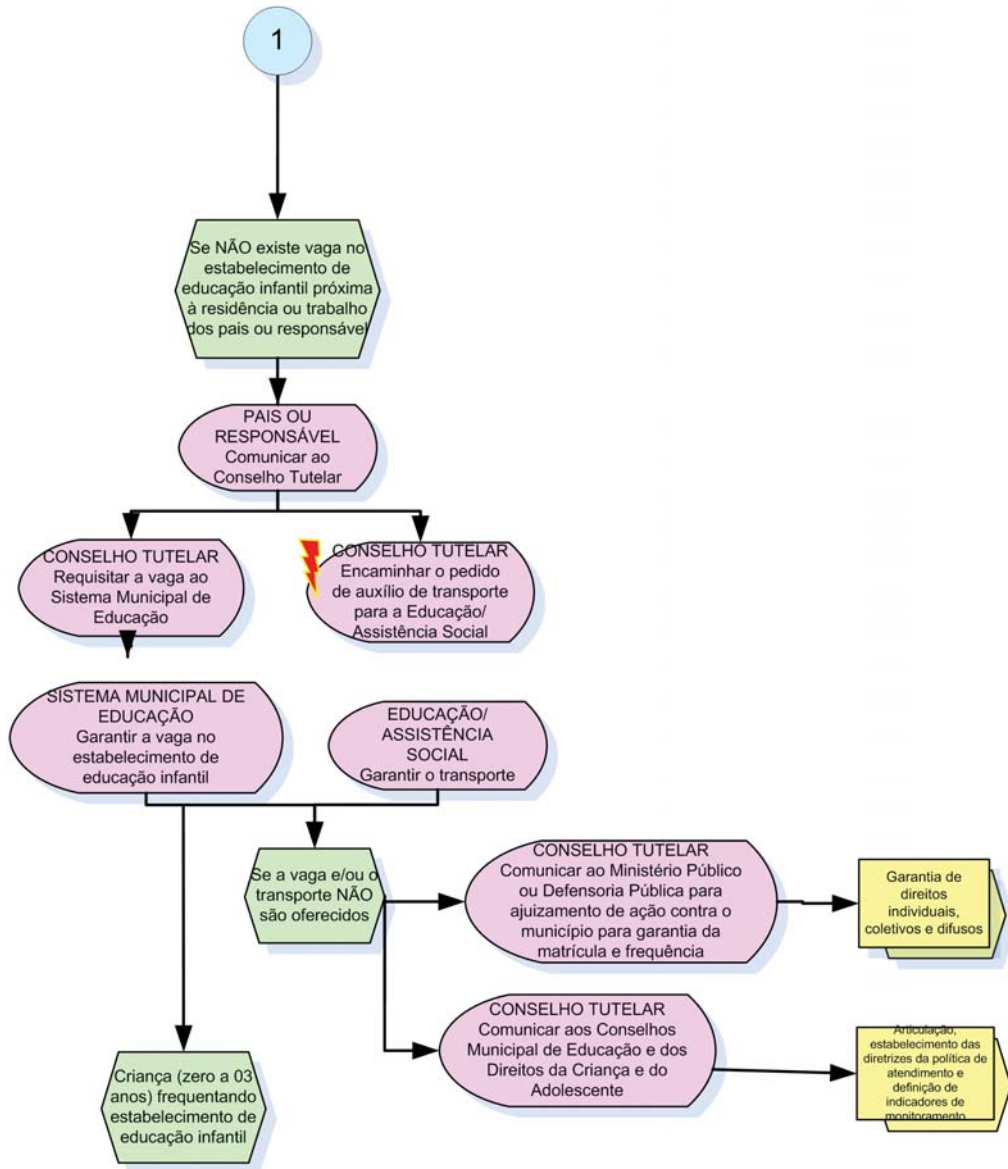 1
Se NÃO existe vaga no
estabelecimento de
educação infantil próxima
à residência ou trabalho
dos pais ou responsável
PAIS OU
RESPONSÁVEL
Comunicar ao
Conselho Tutelar
CONSELHO TUTELAR
Requisitar a vaga ao
Sistema Municipal de
Educação
CONSELHO TUTELAR
Encaminhar o pedido
de auxílio de transporte
para a Educação/
Assistência Social
SISTEMA MUNICIPAL DE
EDUCAÇÃO
Garantir a vaga no
estabelecimento de
educação infantil
EDUCAÇÃO/
ASSISTÊNCIA
SOCIAL
Garantir o transporte
Se a vaga e/ou o
transporte NÃO
são oferecidos
CONSELHO TUTELAR
Comunicar ao Ministério Público
ou Defensoria Pública para
ajuizamento de ação contra o
município para garantia da
matrícula e frequência
Garantia de
direitos
individuais,
coletivos e difusos
CONSELHO TUTELAR
Comunicar aos Conselhos
Municipal de Educação e dos
Direitos da Criança e do
Adolescente
Articulação,
estabelecimento das
diretrizes da política de
atendimento e
definição de
indicadores de
monitoramento
Criança (zero a 03
anos) frequentando
estabelecimento de
educação infantil